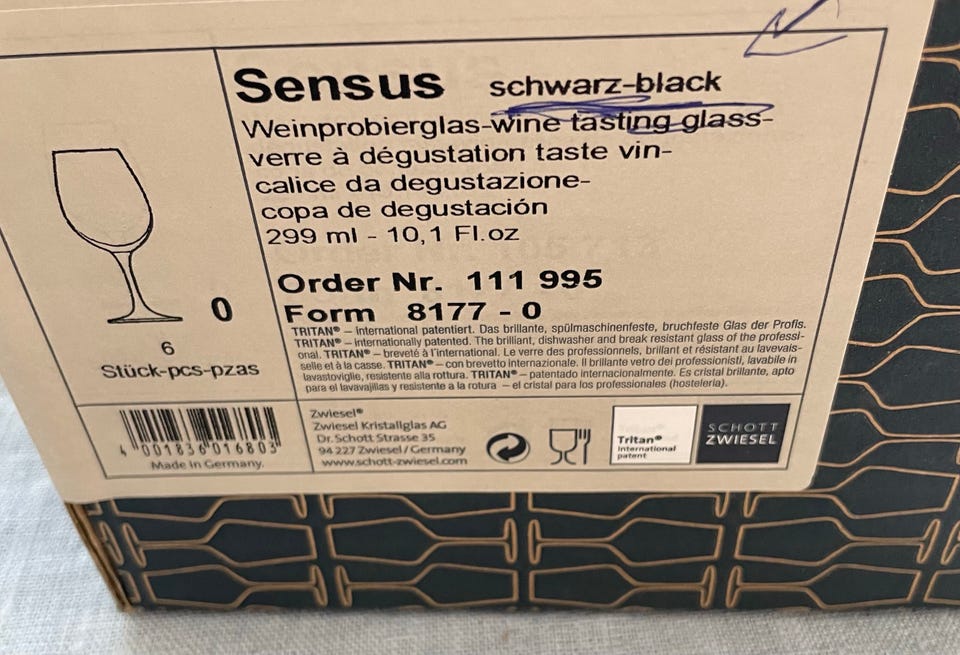 Sensus schwarz-black
Weinprobierglas-wine tasting glass-
verre à dégustation taste vin-
calice da degustazione-
copa de degustación
299 ml - 10,1 Fl.oz
Order Nr. 111 995
Form 8177 - 0
0
6
Stück-pcs-pzas
TRITAN® – international patentiert. Das brillante, spülmaschinenfeste, bruchfeste Glas der Profis.
TRITAN® – internationally patented. The brilliant, dishwasher and break resistant glass of the professi-
onal. TRITAN® – breveté à l'international. Le verre des professionnels, brillant et résistant au lavevais-
selle et à la casse. TRITAN® – con brevetto internazionale. Il brillante vetro dei professionisti, lavabile in
lavastoviglie, resistente alla rottura. TRITAN® – patentado internacionalmente. Es cristal brillante, apto
para el lavavajillas y resistente a la rotura – el cristal para los professionales (hosteleria).
4 001836 016803
Made in Germany.
Zwiesel®
Zwiesel Kristallglas AG
Dr. Schott Strasse 35
94 227 Zwiesel / Germany
www.schott-zwiesel.com
Tritan®
International
patent
SCHOTT
ZWIESEL